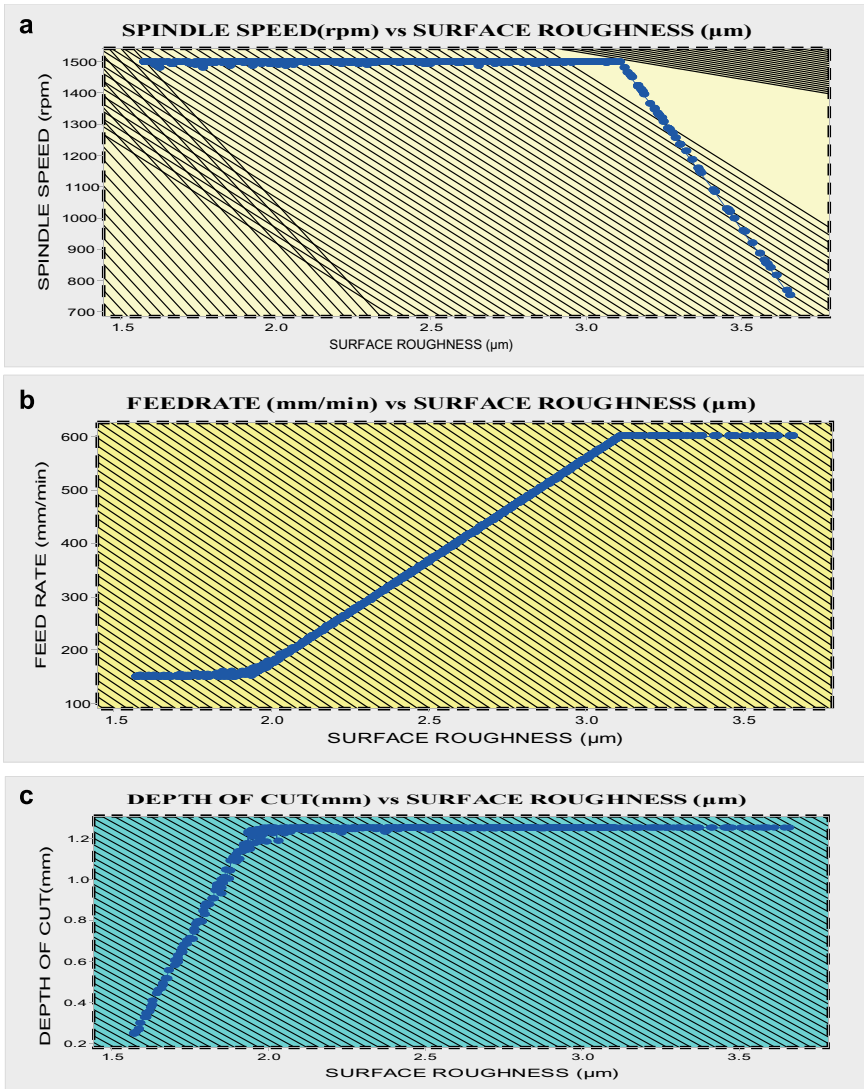 a
SPINDLE SPEED(rpm) vs SURFACE ROUGHNESS (µm)
SPINDLE SPEED (rpm)
1500
1400
1300
1200
1100
1000
900
800
700
1.5 2.0 2.5 3.0 3.5
SURFACE ROUGHNESS (µm)
b
FEEDRATE (mm/min) vs SURFACE ROUGHNESS (µm)
FEED RATE (mm/min)
600
500
400
300
200
100
1.5 2.0 2.5 3.0 3.5
SURFACE ROUGHNESS (µm)
c
DEPTH OF CUT(mm) vs SURFACE ROUGHNESS (µm)
DEPTH OF CUT(mm)
1.2
1.0
0.8
0.6
0.4
0.2
1.5 2.0 2.5 3.0 3.5
SURFACE ROUGHNESS (µm)